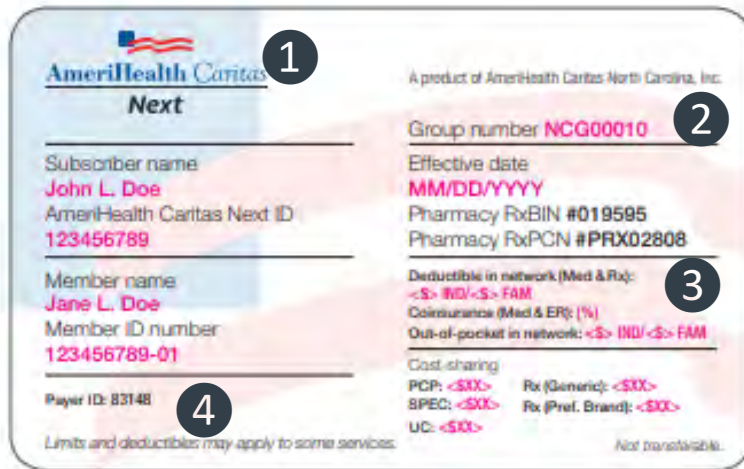 AmeriHealth Caritas
Next
1
A product of AmeriHealth Caritas North Carolina, Inc.
Group number NCG00010
2
Subscriber name
John L. Doe
AmeriHealth Caritas Next ID
123456789
Effective date
MM/DD/YYYY
Pharmacy RxBIN #019595
Pharmacy RxPCN #PRX02808
Member name
Jane L. Doe
Member ID number
123456789-01
Deductible in network (Med & Rx):
<$> IND/<$> FAM
Coinsurance (Med & ER): (%)
Out-of-pocket in network: <$> IND/<$> FAM
3
Payer ID: 83148
4
Cost-sharing
PCP: <$XX> Rx (Generic): <$XX>
SPEC: <$XX> Rx (Pref. Brand): <$XX>
UC: <$XX>
Limits and deductibles may apply to some services.
Not transferable.